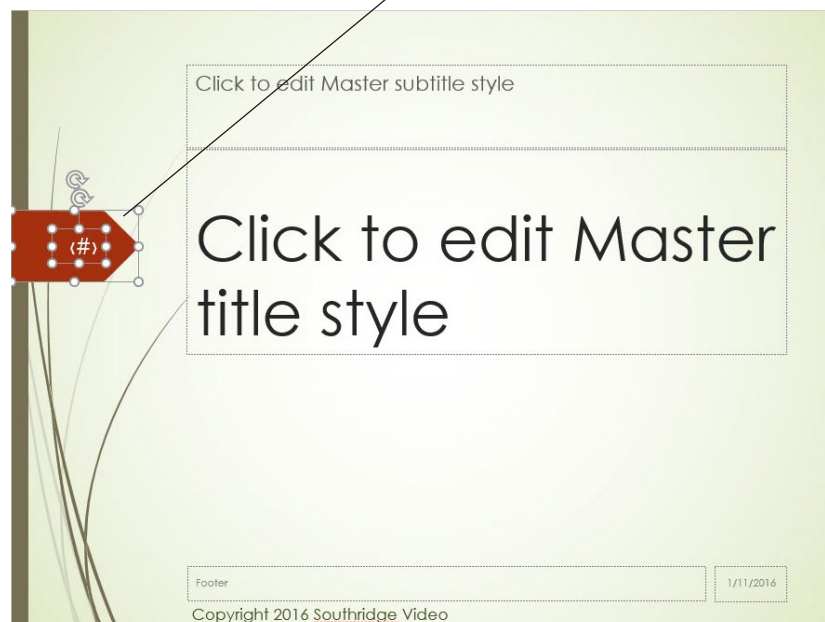 Click to edit Master subtitle style
‹#›
Click to edit Master
title style
Footer
1/11/2016
Copyright 2016 Southridge Video